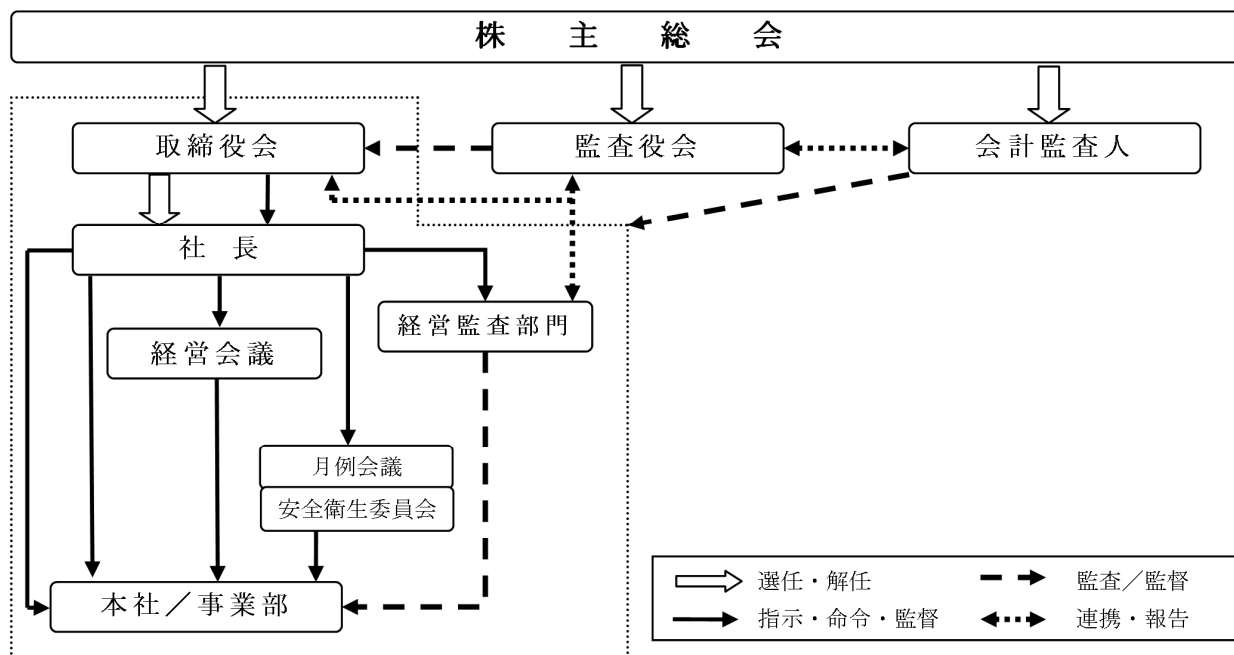 株主総会
取締役会
監査役会
会計監査人
社長
経営監査部門
経営会議
月例会議
安全衛生委員会
本社／事業部
選任・解任
監査／監督
指示・命令・監督
連携・報告